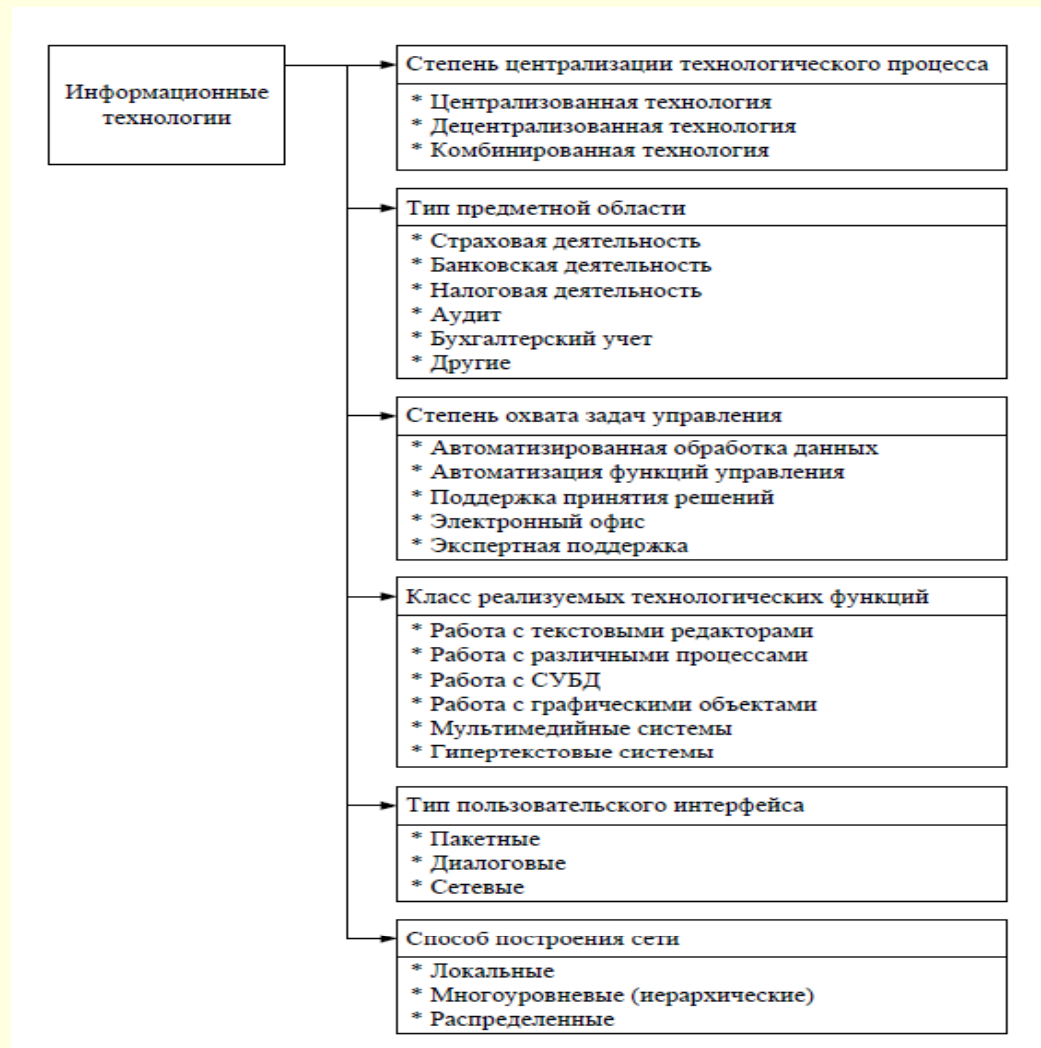 Информационные
технологии
Степень централизации технологического процесса
* Централизованная технология
* Децентрализованная технология
* Комбинированная технология
Тип предметной области
* Страховая деятельность
* Банковская деятельность
* Налоговая деятельность
* Аудит
* Бухгалтерский учет
* Другие
Степень охвата задач управления
* Автоматизированная обработка данных
* Автоматизация функций управления
* Поддержка принятия решений
* Электронный офис
* Экспертная поддержка
Класс реализуемых технологических функций
* Работа с текстовыми редакторами
* Работа с различными процессами
* Работа с СУБД
* Работа с графическими объектами
* Мультимедийные системы
* Гипертекстовые системы
Тип пользовательского интерфейса
* Пакетные
* Диалоговые
* Сетевые
Способ построения сети
* Локальные
* Многоуровневые (иерархические)
* Распределенные